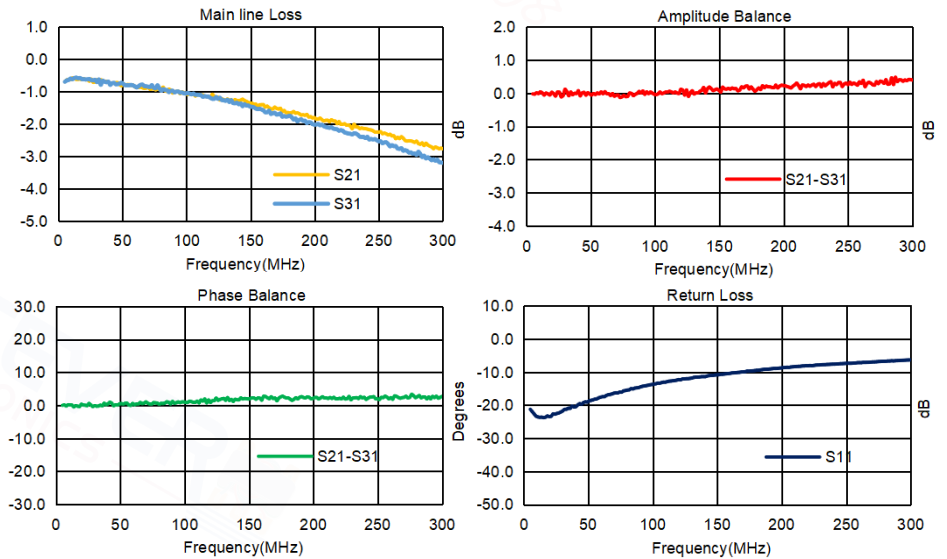 Main line Loss
1.0
0.0
-1.0
-2.0
-3.0
-4.0
-5.0
S21
S31
dB
0 50 100 150 200 250 300
Frequency(MHz)
Amplitude Balance
2.0
1.0
0.0
-1.0
-2.0
-3.0
-4.0
S21-S31
dB
0 50 100 150 200 250 300
Frequency(MHz)
Phase Balance
30.0
20.0
10.0
0.0
-10.0
-20.0
-30.0
S21-S31
Degrees
0 50 100 150 200 250 300
Frequency(MHz)
Return Loss
10.0
0.0
-10.0
-20.0
-30.0
-40.0
-50.0
S11
dB
0 50 100 150 200 250 300
Frequency(MHz)